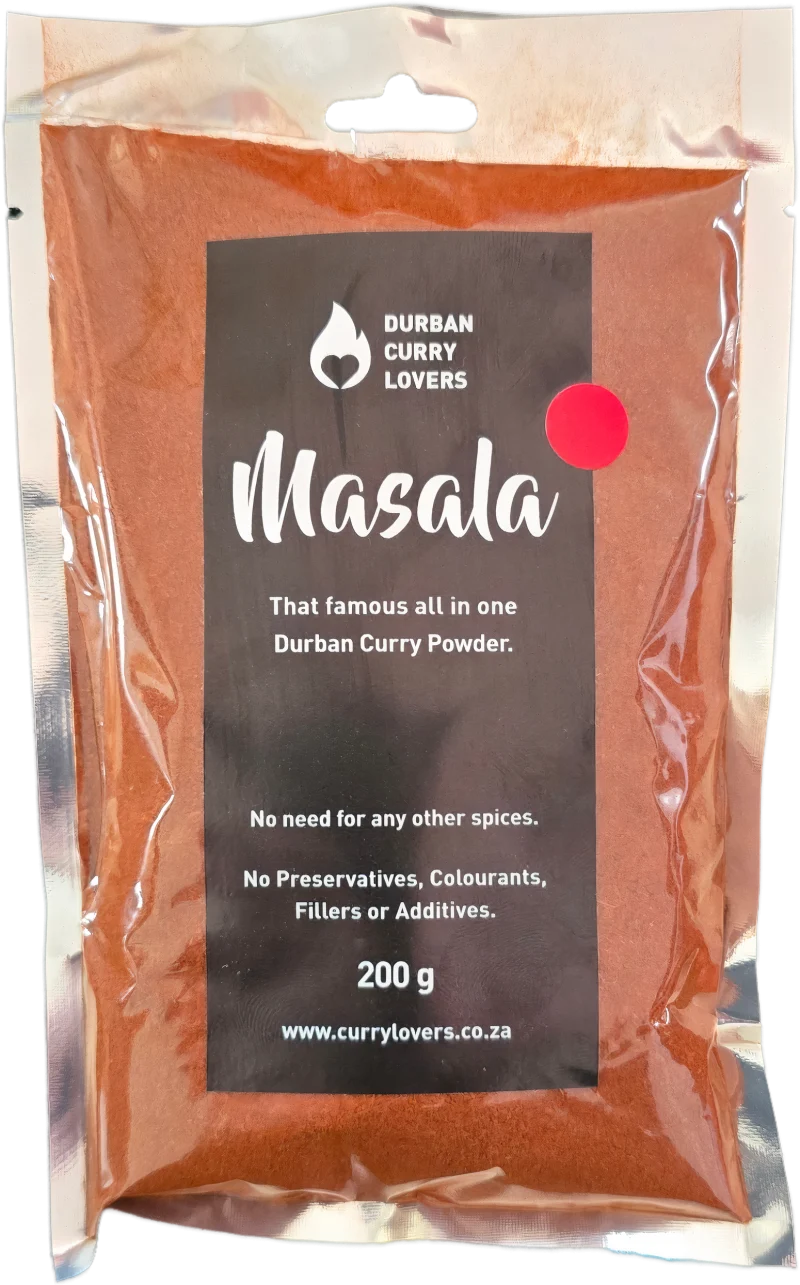 DURBAN
CURRY
LOVERS
Masala
That famous all in one
Durban Curry Powder.
No need for any other spices.
No Preservatives, Colourants,
Fillers or Additives.
200 g
www.currylovers.co.za